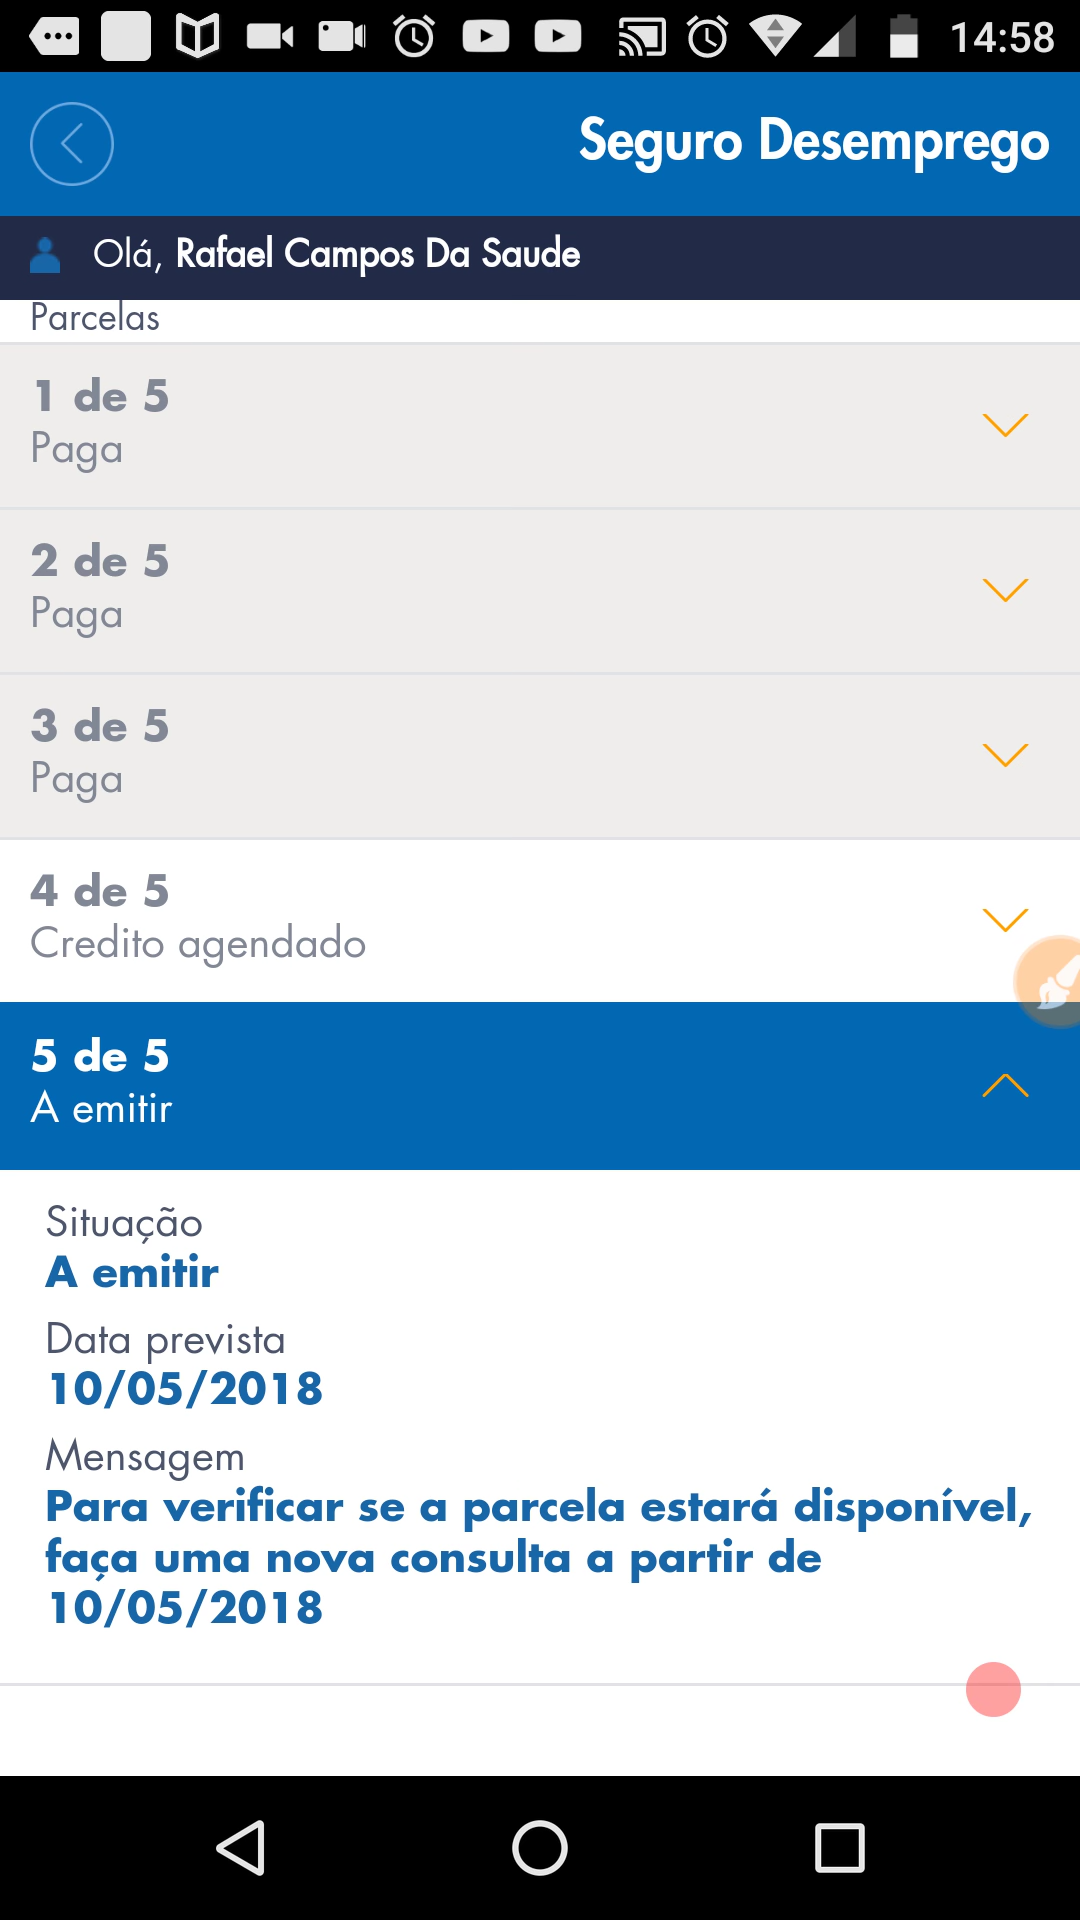 14:58
Seguro Desemprego
Olá, Rafael Campos Da Saude
Parcelas
1 de 5
Paga
2 de 5
Paga
3 de 5
Paga
4 de 5
Credito agendado
5 de 5
A emitir
Situação
A emitir
Data prevista
10/05/2018
Mensagem
Para verificar se a parcela estará disponível,
faça uma nova consulta a partir de
10/05/2018